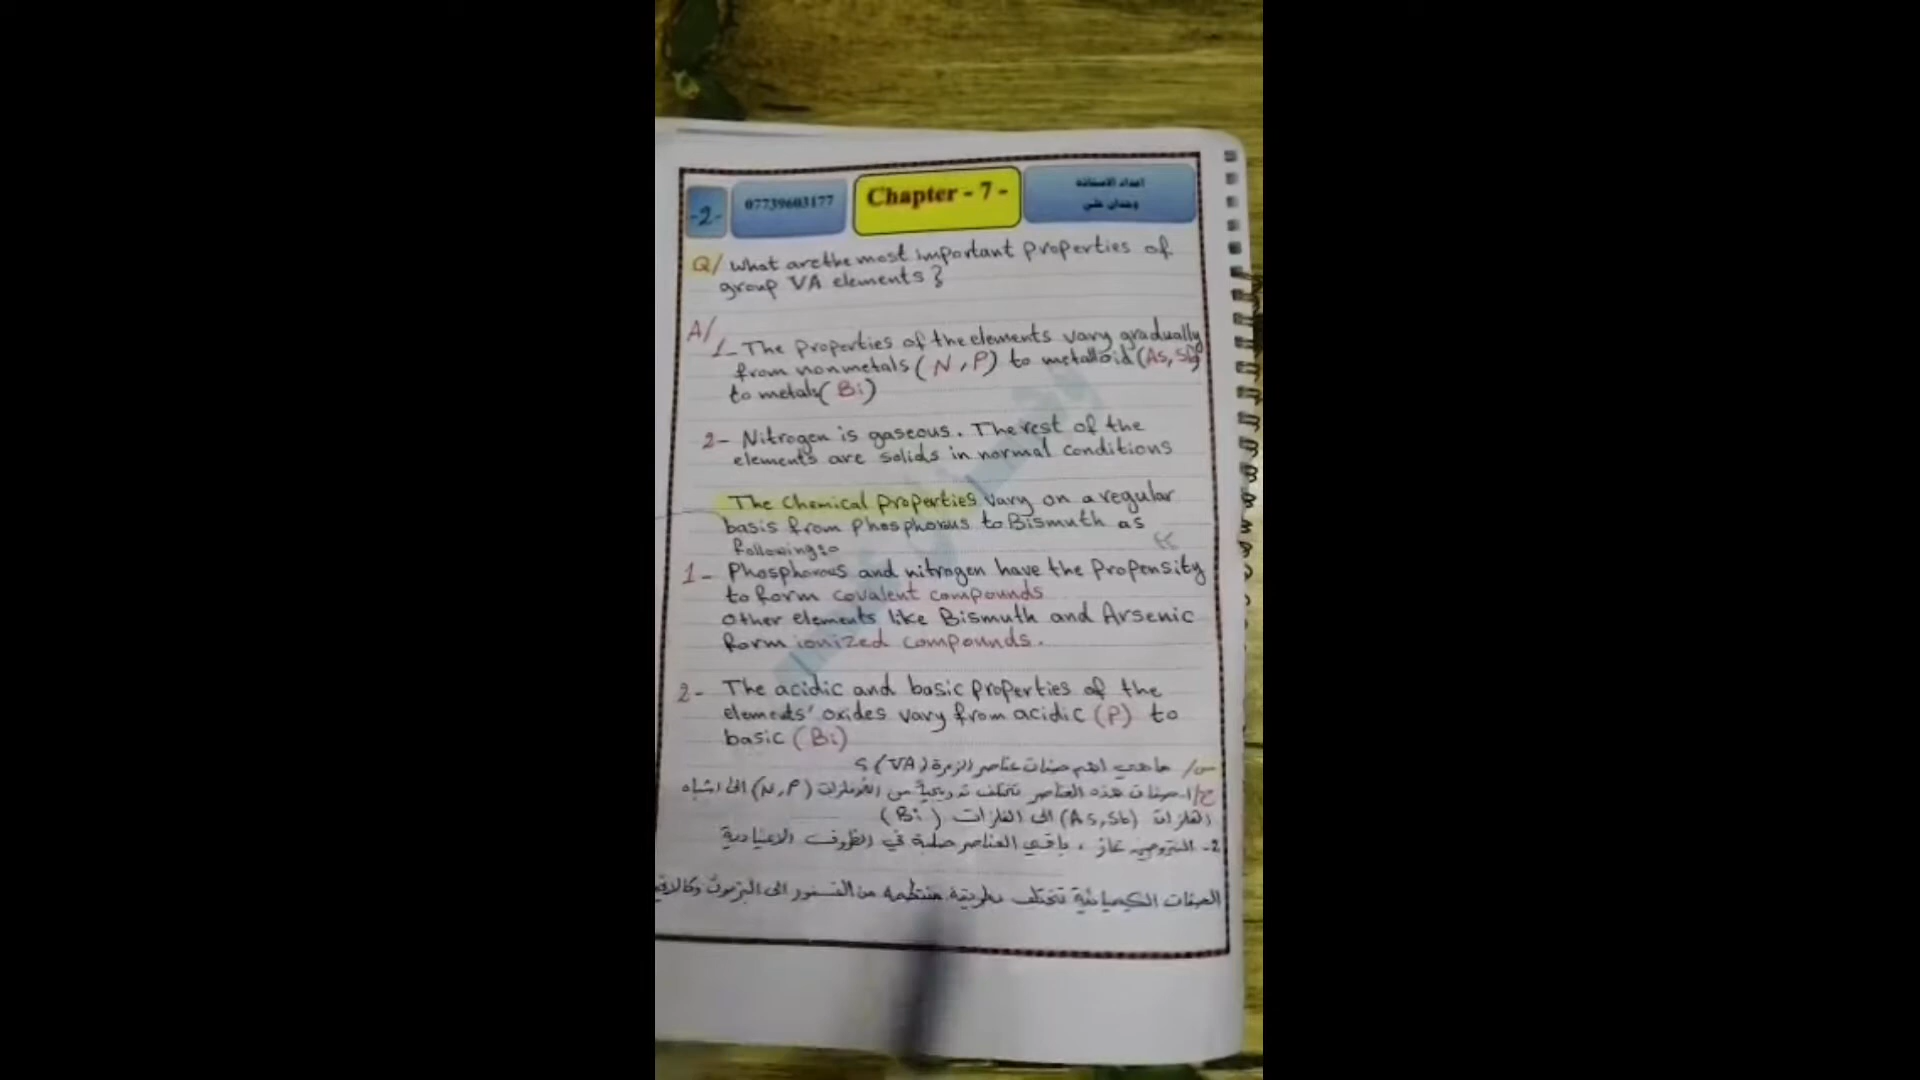 -2-
07739603177
Chapter - 7 -
اعداد الاستاذه
وجدان علي
Q/ What are the most important properties of
group VA elements?
A/
1- The properties of the elements vary gradually
from nonmetals (N, P) to metalloid (As, Sb)
to metals (Bi)
2- Nitrogen is gaseous. The rest of the
elements are solids in normal conditions
The Chemical properties vary on a regular
basis from Phosphorus to Bismuth as
following:
1- Phosphorous and nitrogen have the propensity
to form covalent compounds
Other elements like Bismuth and Arsenic
form ionized compounds.
2- The acidic and basic properties of the
elements' oxides vary from acidic (P) to
basic (Bi)
س/ ماهي اهم صفات عناصر الزمرة (VA)؟
ج/ 1- صفات هذه العناصر تختلف تدريجياً من اللافلزات (N, P) الى اشباه
الفلزات (As, Sb) الى الفلزات (Bi)
2- النتروجين غاز، باقي العناصر صلبة في الظروف الاعتيادية
الصفات الكيميائية تختلف بطريقة منتظمة من الفسفور الى البزموث